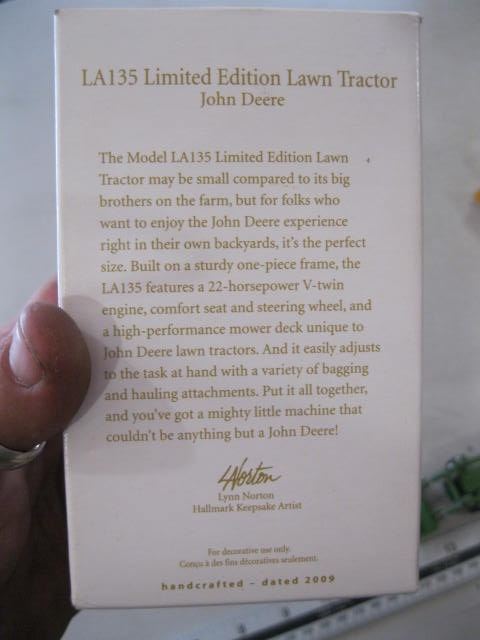 LA135 Limited Edition Lawn Tractor
John Deere
The Model LA135 Limited Edition Lawn
Tractor may be small compared to its big
brothers on the farm, but for folks who
want to enjoy the John Deere experience
right in their own backyards, it's the perfect
size. Built on a sturdy one-piece frame, the
LA135 features a 22-horsepower V-twin
engine, comfort seat and steering wheel, and
a high-performance mower deck unique to
John Deere lawn tractors. And it easily adjusts
to the task at hand with a variety of bagging
and hauling attachments. Put it all together,
and you've got a mighty little machine that
couldn't be anything but a John Deere!
LNorton
Lynn Norton
Hallmark Keepsake Artist
For decorative use only.
Conçu à des fins décoratives seulement.
handcrafted – dated 2009